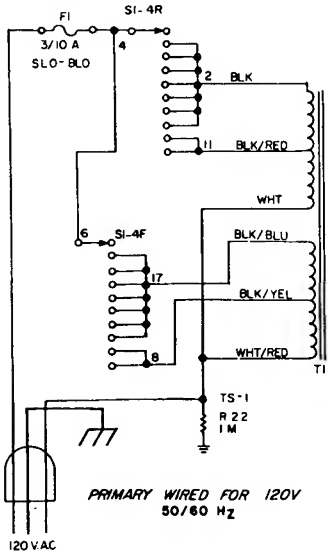 F1
S1-4R
3/10 A
4
SLO-BLO
2
BLK
11
BLK/RED
WHT
6
S1-4F
BLK/BLU
17
BLK/YEL
8
WHT/RED
T1
TS-1
R22
1M
PRIMARY WIRED FOR 120V
50/60 Hz
120 V.AC